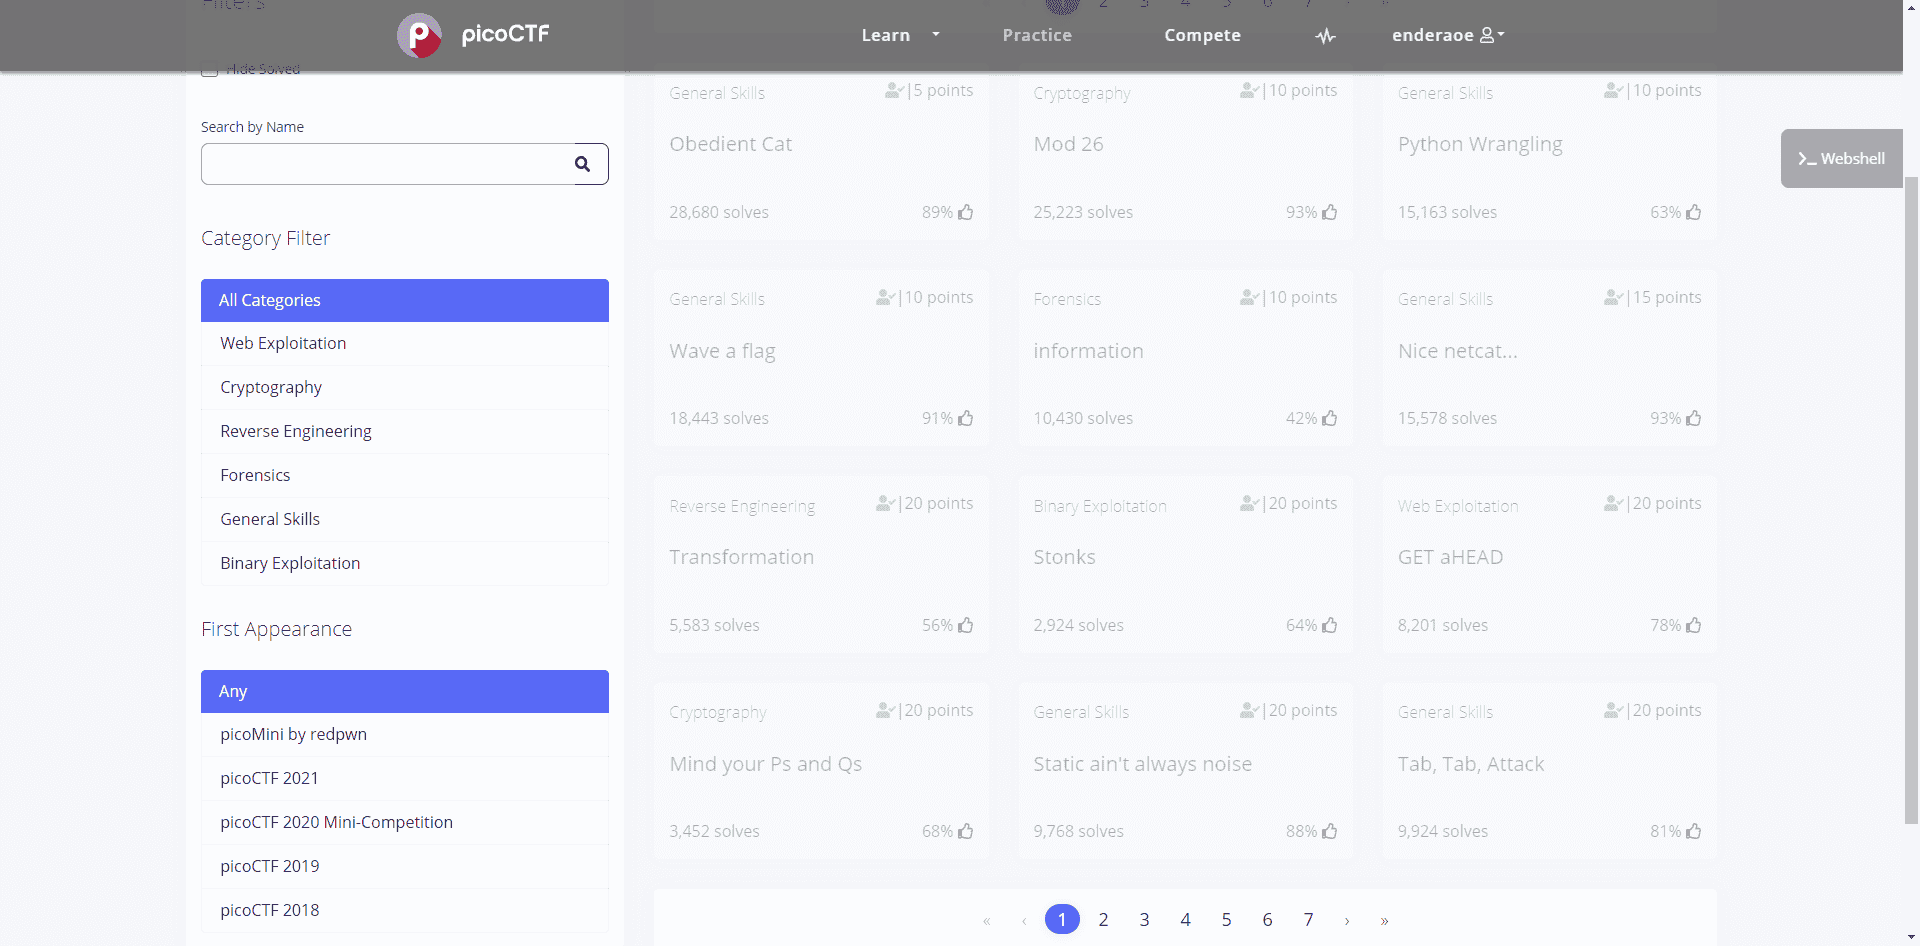 Filters
1 2 3 4 5 6 7 › »
picoCTF
Learn
Practice
Compete
enderaoe
Hide Solved
Search by Name
Category Filter
All Categories
Web Exploitation
Cryptography
Reverse Engineering
Forensics
General Skills
Binary Exploitation
First Appearance
Any
picoMini by redpwn
picoCTF 2021
picoCTF 2020 Mini-Competition
picoCTF 2019
picoCTF 2018
General Skills |5 points
Obedient Cat
28,680 solves 89%
Cryptography |10 points
Mod 26
25,223 solves 93%
General Skills |10 points
Python Wrangling
15,163 solves 63%
General Skills |10 points
Wave a flag
18,443 solves 91%
Forensics |10 points
information
10,430 solves 42%
General Skills |15 points
Nice netcat...
15,578 solves 93%
Reverse Engineering |20 points
Transformation
5,583 solves 56%
Binary Exploitation |20 points
Stonks
2,924 solves 64%
Web Exploitation |20 points
GET aHEAD
8,201 solves 78%
Cryptography |20 points
Mind your Ps and Qs
3,452 solves 68%
General Skills |20 points
Static ain't always noise
9,768 solves 88%
General Skills |20 points
Tab, Tab, Attack
9,924 solves 81%
« ‹ 1 2 3 4 5 6 7 › »
Webshell